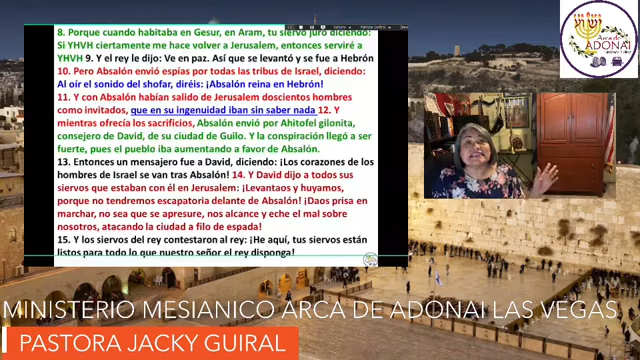 8. Porque cuando habitaba en Gesur, en Aram, tu siervo juró diciendo:
Si YHVH ciertamente me hace volver a Jerusalem, entonces serviré a
YHVH 9. Y el rey le dijo: Ve en paz. Así que se levantó y se fue a Hebrón
10. Pero Absalón envió espías por todas las tribus de Israel, diciendo:
Al oír el sonido del shofar, diréis: ¡Absalón reina en Hebrón!
11. Y con Absalón habían salido de Jerusalem doscientos hombres
como invitados, que en su ingenuidad iban sin saber nada 12. Y
mientras ofrecía los sacrificios, Absalón envió por Ahitofel gilonita,
consejero de David, de su ciudad de Guilo. Y la conspiración llegó a ser
fuerte, pues el pueblo iba aumentando a favor de Absalón.
13. Entonces un mensajero fue a David, diciendo: ¡Los corazones de los
hombres de Israel se van tras Absalón! 14. Y David dijo a todos sus
siervos que estaban con él en Jerusalem: ¡Levantaos y huyamos,
porque no tendremos escapatoria delante de Absalón! ¡Daos prisa en
marchar, no sea que se apresure, nos alcance y eche el mal sobre
nosotros, atacando la ciudad a filo de espada!
15. Y los siervos del rey contestaron al rey: ¡He aquí, tus siervos están
listos para todo lo que nuestro señor el rey disponga!
Arca de
ADONAI
MINISTERIO MESIANICO ARCA DE ADONAI LAS VEGAS
PASTORA JACKY GUIRAL